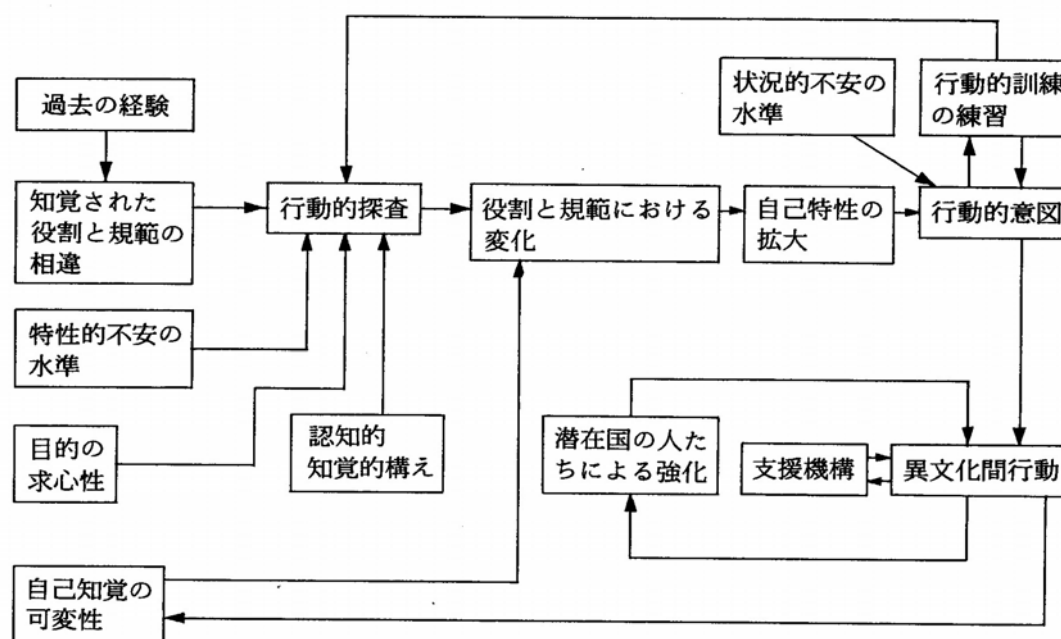 過去の経験
状況的不安の
水準
行動的訓練
の練習
知覚された
役割と規範の
相違
行動的探査
役割と規範における
変化
自己特性の
拡大
行動的意図
特性的不安の
水準
目的の
求心性
認知的
知覚的構え
潜在国の人た
ちによる強化
支援機構
異文化間行動
自己知覚の
可変性